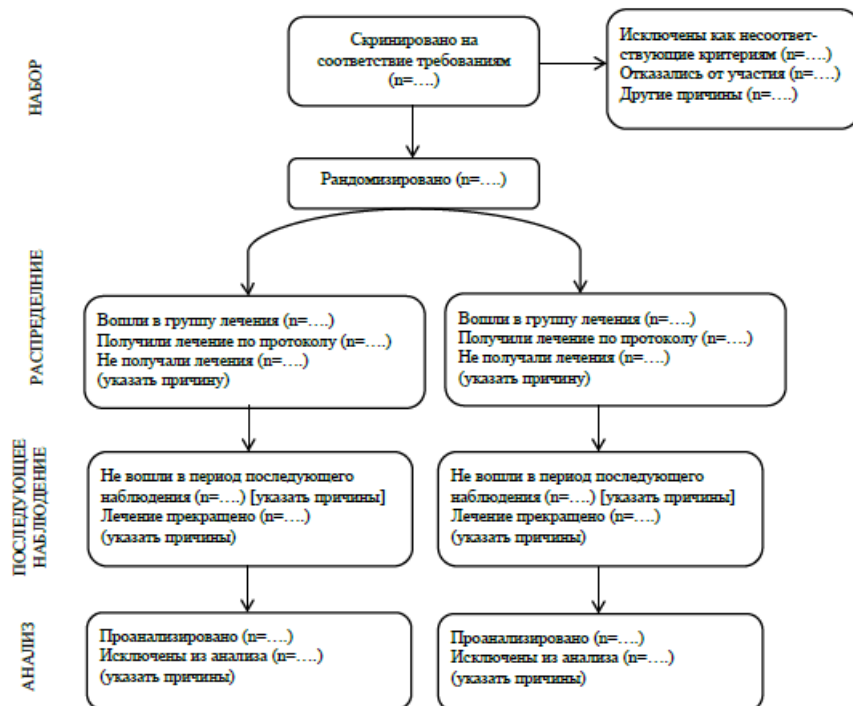 НАБОР
Скринировано на
соответствие требованиям
(n=….)
Исключены как несоответ-
ствующие критериям (n=….)
Отказались от участия (n=….)
Другие причины (n=….)
Рандомизировано (n=….)
РАСПРЕДЕЛНИЕ
Вошли в группу лечения (n=….)
Получили лечение по протоколу (n=….)
Не получали лечения (n=….)
(указать причину)
Вошли в группу лечения (n=….)
Получили лечение по протоколу (n=….)
Не получали лечения (n=….)
(указать причину)
ПОСЛЕДУЮЩЕЕ
НАБЛЮДЕНИЕ
Не вошли в период последующего
наблюдения (n=….) [указать причины]
Лечение прекращено (n=….)
(указать причины)
Не вошли в период последующего
наблюдения (n=….) [указать причины]
Лечение прекращено (n=….)
(указать причины)
АНАЛИЗ
Проанализировано (n=….)
Исключены из анализа (n=….)
(указать причины)
Проанализировано (n=….)
Исключены из анализа (n=….)
(указать причины)